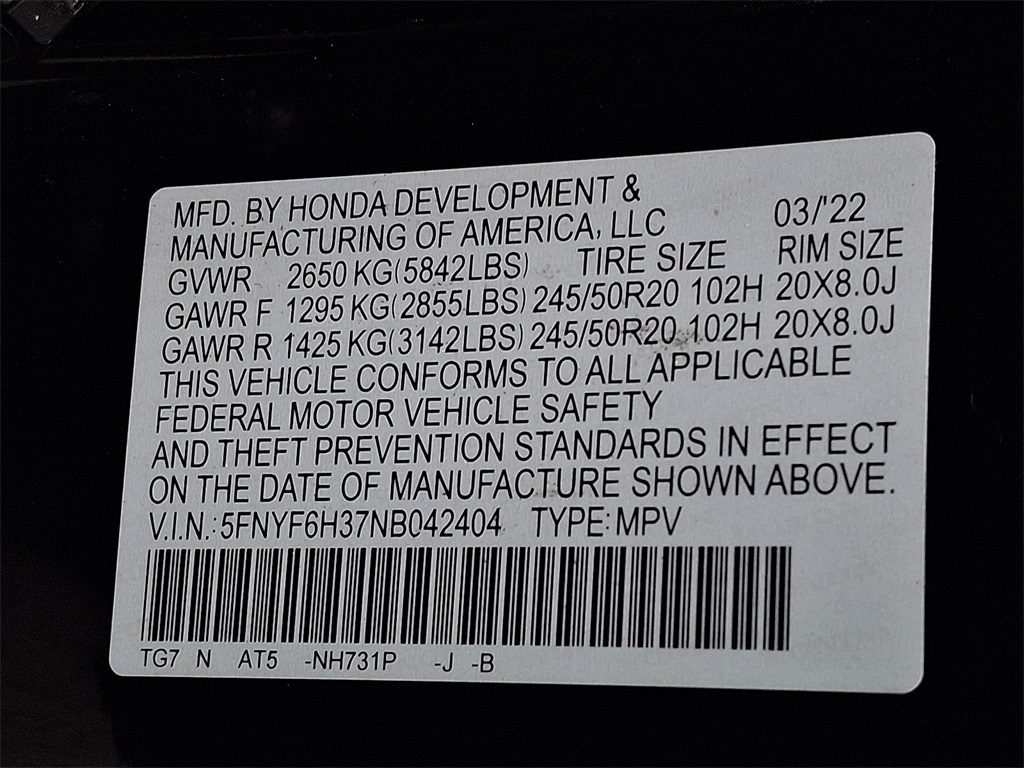 MFD. BY HONDA DEVELOPMENT &
MANUFACTURING OF AMERICA, LLC 03/'22
GVWR 2650 KG(5842LBS) TIRE SIZE RIM SIZE
GAWR F 1295 KG(2855LBS) 245/50R20 102H 20X8.0J
GAWR R 1425 KG(3142LBS) 245/50R20 102H 20X8.0J
THIS VEHICLE CONFORMS TO ALL APPLICABLE
FEDERAL MOTOR VEHICLE SAFETY
AND THEFT PREVENTION STANDARDS IN EFFECT
ON THE DATE OF MANUFACTURE SHOWN ABOVE.
V.I.N.:5FNYF6H37NB042404 TYPE:MPV
TG7 N AT5 -NH731P -J -B